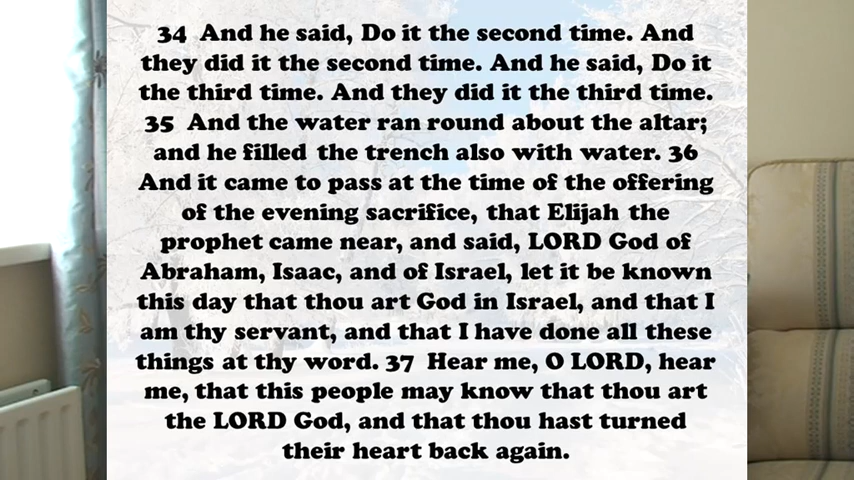 34 And he said, Do it the second time. And
they did it the second time. And he said, Do it
the third time. And they did it the third time.
35 And the water ran round about the altar;
and he filled the trench also with water. 36
And it came to pass at the time of the offering
of the evening sacrifice, that Elijah the
prophet came near, and said, LORD God of
Abraham, Isaac, and of Israel, let it be known
this day that thou art God in Israel, and that I
am thy servant, and that I have done all these
things at thy word. 37 Hear me, O LORD, hear
me, that this people may know that thou art
the LORD God, and that thou hast turned
their heart back again.